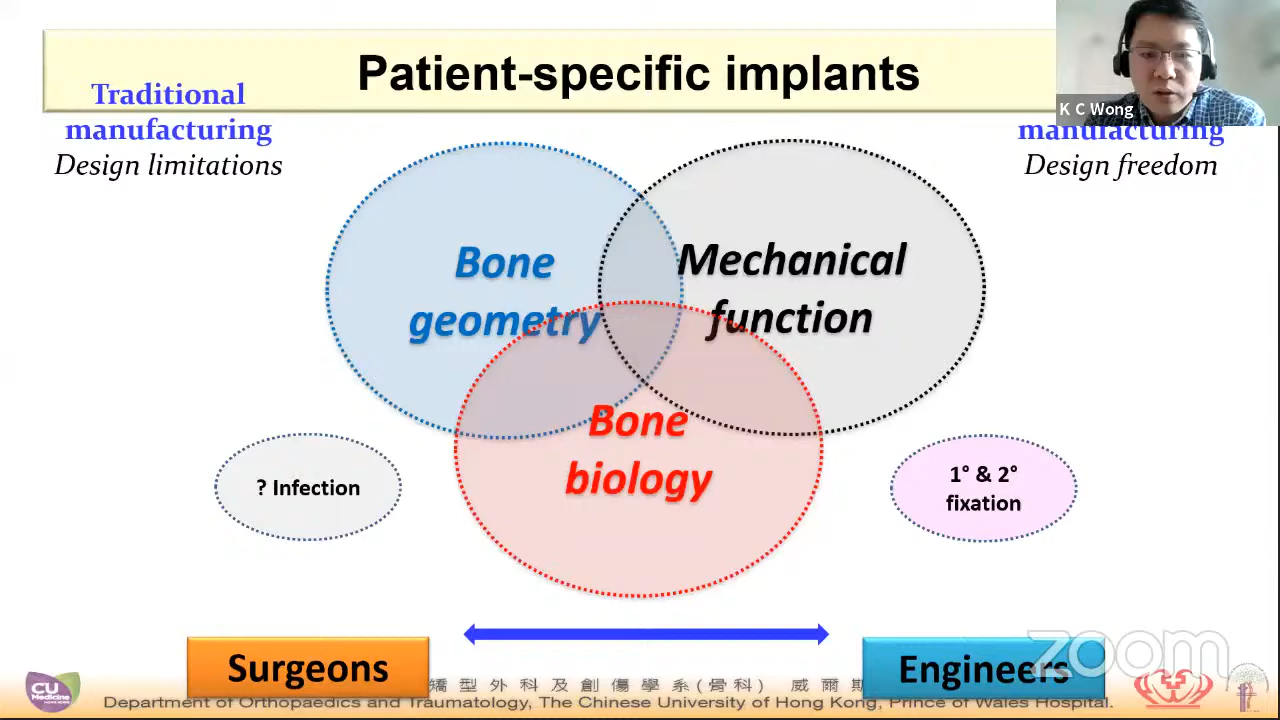 Patient-specific implants
Traditional
manufacturing
Design limitations
K C Wong
manufacturing
Design freedom
Bone
geometry
Mechanical
function
Bone
biology
? Infection
1° & 2°
fixation
Surgeons
Engineers
zoom
CU
Medicine
HONG KONG
矯 型 外 科 及 創 傷 學 系 ( 骨 科 ) 威 爾
Department of Orthopaedics and Traumatology, The Chinese University of Hong Kong, Prince of Wales Hospital.